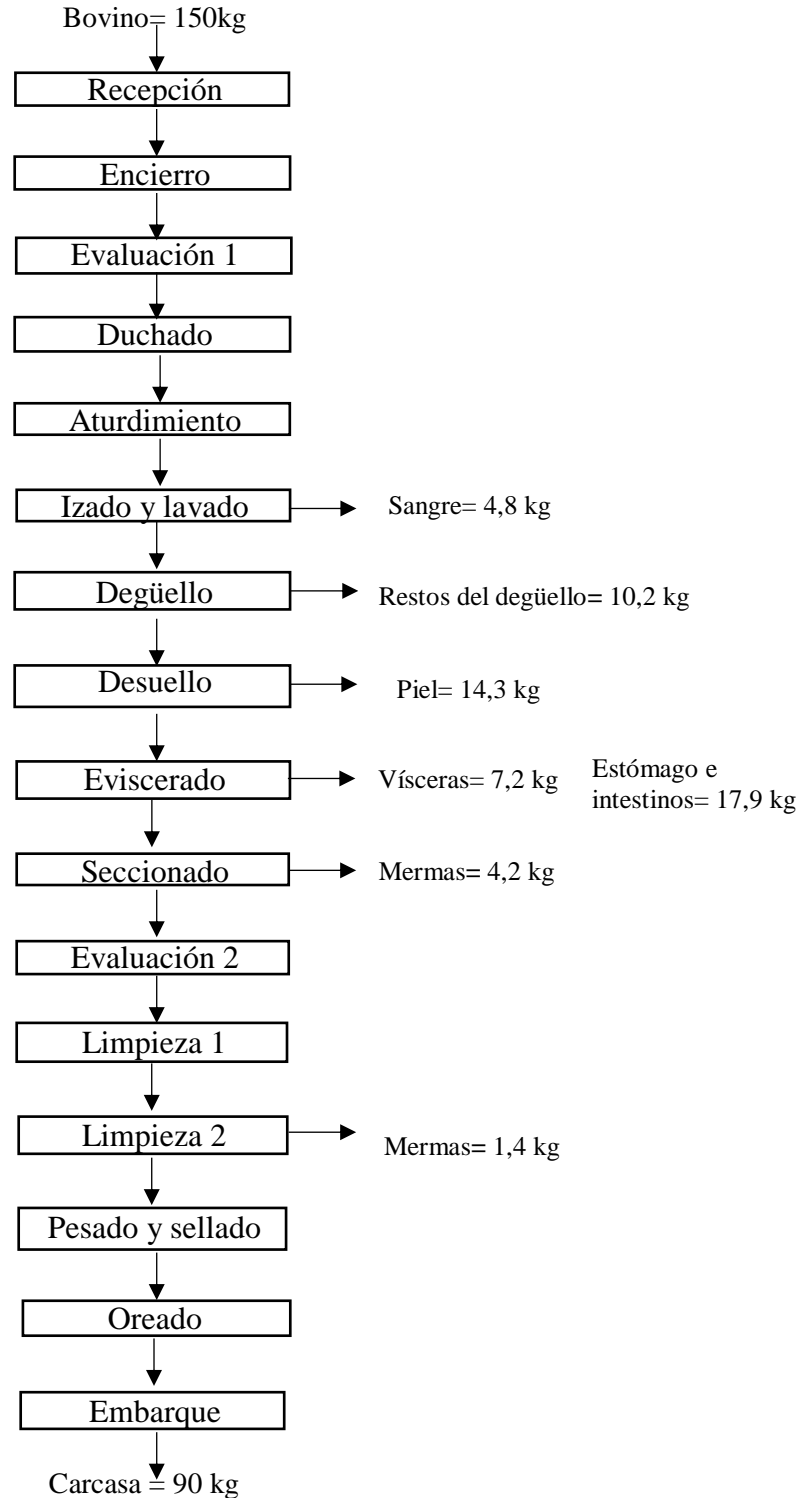 Bovino= 150kg
Recepción
Encierro
Evaluación 1
Duchado
Aturdimiento
Izado y lavado
Sangre= 4,8 kg
Degüello
Restos del degüello= 10,2 kg
Desuello
Piel= 14,3 kg
Eviscerado
Vísceras= 7,2 kg
Estómago e
intestinos= 17,9 kg
Seccionado
Mermas= 4,2 kg
Evaluación 2
Limpieza 1
Limpieza 2
Mermas= 1,4 kg
Pesado y sellado
Oreado
Embarque
Carcasa = 90 kg